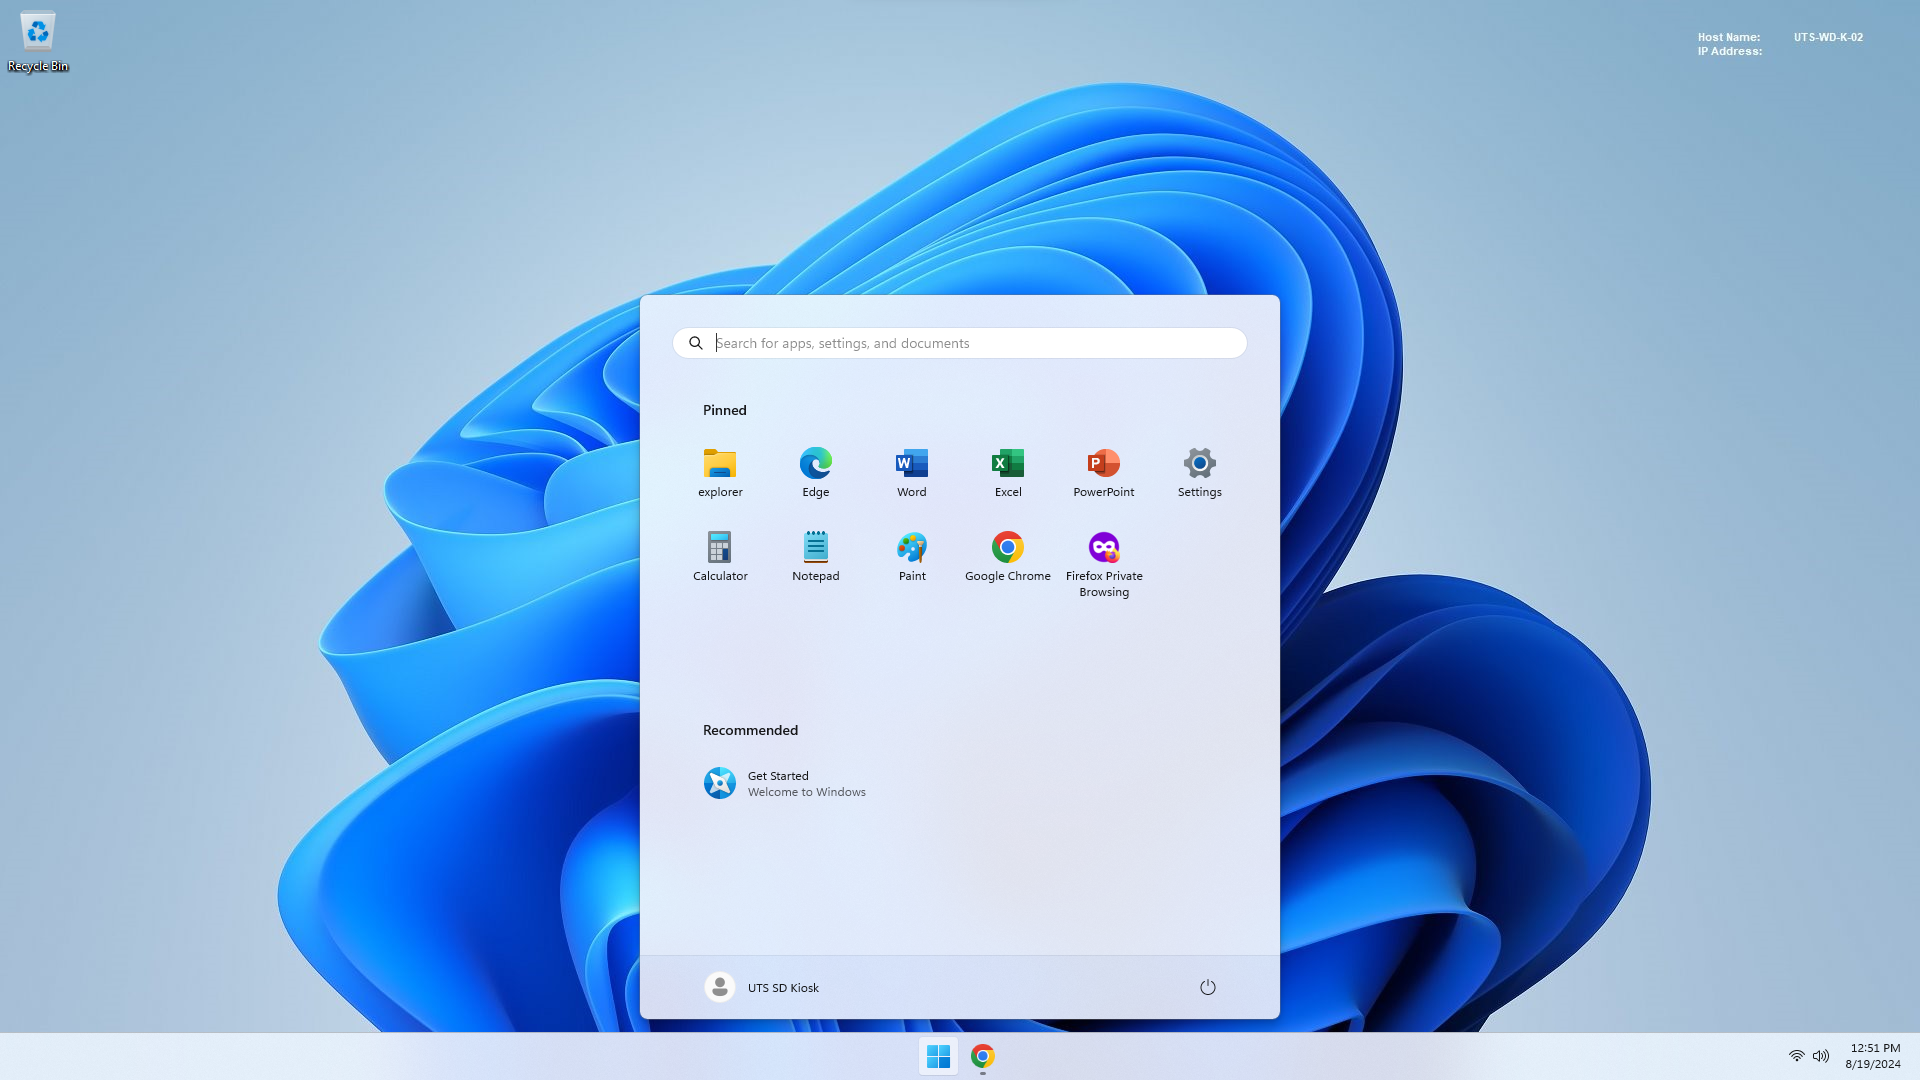 Recycle Bin
Host Name: UTS-WD-K-02
IP Address:
Search for apps, settings, and documents
Pinned
explorer
Edge
Word
Excel
PowerPoint
Settings
Calculator
Notepad
Paint
Google Chrome
Firefox Private
Browsing
Recommended
Get Started
Welcome to Windows
UTS SD Kiosk
12:51 PM
8/19/2024